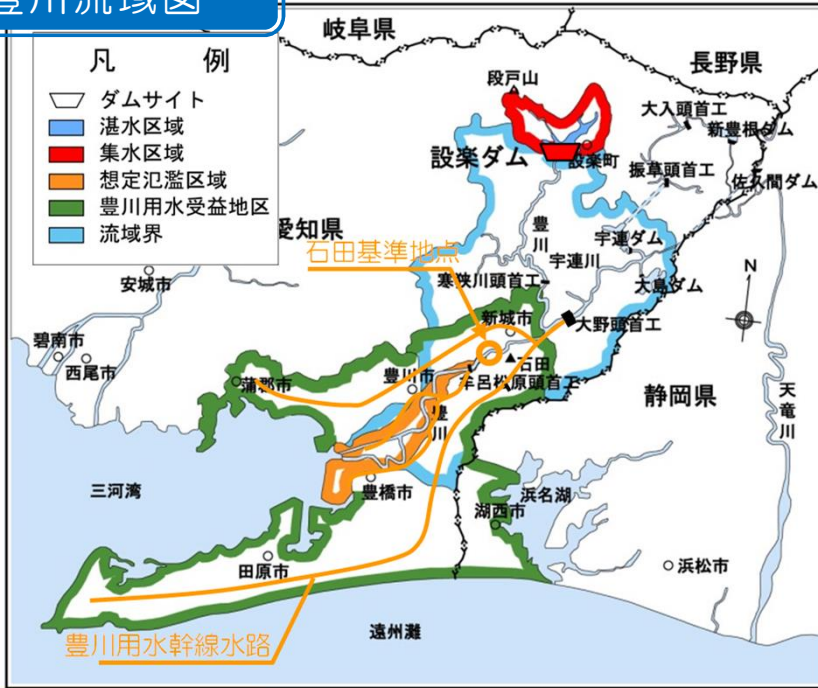 豊川流域図
凡 例
ダムサイト
湛水区域
集水区域
想定氾濫区域
豊川用水受益地区
流域界
岐阜県
長野県
段戸山
大入頭首工
新豊根ダム
設楽ダム
設楽町
振草頭首工
佐久間ダム
愛知県
石田基準地点
豊川
宇連ダム
宇連川
寒狭川頭首工
大島ダム
安城市
N
新城市
大野頭首工
碧南市
西尾市
石田
牟呂松原頭首工
蒲郡市
豊川市
豊川
静岡県
天竜川
三河湾
豊橋市
浜名湖
湖西市
田原市
浜松市
遠州灘
豊川用水幹線水路